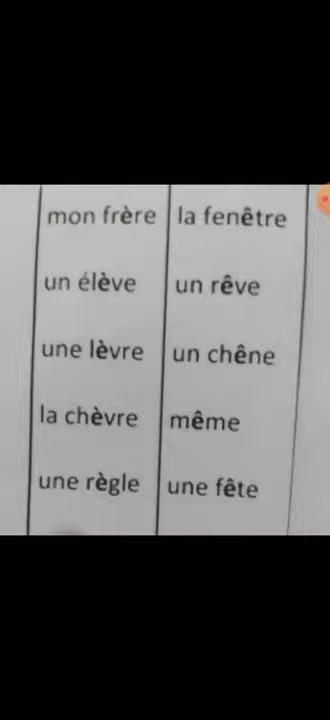 mon frère la fenêtre
un élève un rêve
une lèvre un chêne
la chèvre même
une règle une fête